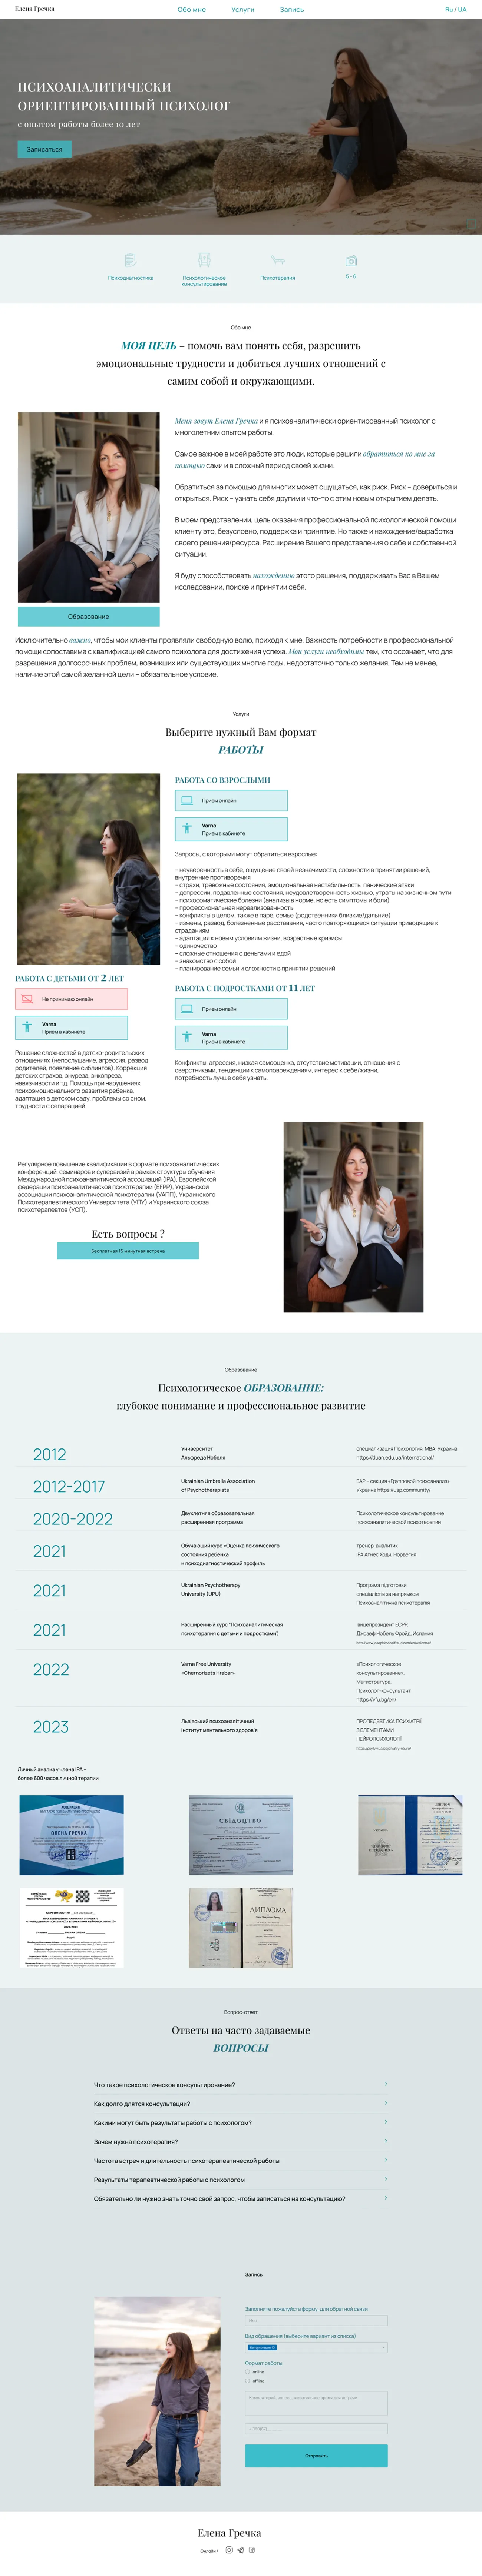 Елена Гречка
Обо мне
Услуги
Запись
Ru / UA
ПСИХОАНАЛИТИЧЕСКИ
ОРИЕНТИРОВАННЫЙ ПСИХОЛОГ
с опытом работы более 10 лет
Записаться
Психодиагностика
Психологическое
консультирование
Психотерапия
5 - 6
Обо мне
МОЯ ЦЕЛЬ – помочь вам понять себя, разрешить
эмоциональные трудности и добиться лучших отношений с
самим собой и окружающими.
Меня зовут Елена Гречка и я психоаналитически ориентированный психолог с
многолетним опытом работы.
Самое важное в моей работе это люди, которые решили обратиться ко мне за
помощью сами и в сложный период своей жизни.
Обратиться за помощью для многих может ощущаться, как риск. Риск – довериться и
открыться. Риск – узнать себя другим и что-то с этим новым открытием делать.
В моем представлении, цель оказания профессиональной психологической помощи
клиенту это, безусловно, поддержка и принятие. Но также и нахождение/выработка
своего решения/ресурса. Расширение Вашего представления о себе и собственной
ситуации.
Я буду способствовать нахождению этого решения, поддерживать Вас в Вашем
исследовании, поиске и принятии себя.
Образование
Исключительно важно, чтобы мои клиенты проявляли свободную волю, приходя к мне. Важность потребности в профессиональной
помощи сопоставима с квалификацией самого психолога для достижения успеха. Мои услуги необходимы тем, кто осознает, что для
разрешения долгосрочных проблем, возникших или существующих многие годы, недостаточно только желания. Тем не менее,
наличие этой самой желанной цели – обязательное условие.
Услуги
Выберите нужный Вам формат
РАБОТЫ
РАБОТА СО ВЗРОСЛЫМИ
Прием онлайн
Varna
Прием в кабинете
Запросы, с которыми могут обратиться взрослые:
– неуверенность в себе, ощущение своей незначимости, сложности в принятии решений,
внутренние противоречия
– страхи, тревожные состояния, эмоциональная нестабильность, панические атаки
– депрессии, подавленные состояния, неудовлетворенность жизнью, утраты на жизненном пути
– психосоматические болезни (анализы в норме, но есть симптомы и боли)
– профессиональная нереализованность
– конфликты в целом, также в паре, семье (родственники близкие/дальние)
– измены, развод, болезненные расставания, часто повторяющиеся ситуации приводящие к
страданиям
– адаптация к новым условиям жизни, возрастные кризисы
– одиночество
– сложные отношения с деньгами и едой
– знакомство с собой
– планирование семьи и сложности в принятии решений
РАБОТА С ДЕТЬМИ ОТ 2 ЛЕТ
Не принимаю онлайн
Varna
Прием в кабинете
Решение сложностей в детско-родительских
отношениях (непослушание, агрессия, развод
родителей, появление сиблингов). Коррекция
детских страхов, энуреза, энкопреза,
навязчивости и т.д. Помощь при нарушениях
психоэмоционального развития ребенка,
адаптация в детском саду, проблемы со сном,
трудности с сепарацией.
РАБОТА С ПОДРОСТКАМИ ОТ 11 ЛЕТ
Прием онлайн
Varna
Прием в кабинете
Конфликты, агрессия, низкая самооценка, отсутствие мотивации, отношения с
сверстниками, тенденции к самоповреждениям, интерес к себе/жизни,
потребность лучше себя узнать.
Регулярное повышение квалификации в формате психоаналитических
конференций, семинаров и супервизий в рамках структуры обучения
Международной психоаналитической ассоциаций (IPA), Европейской
федерации психоаналитической психотерапии (EFPP), Украинской
ассоциации психоаналитической психотерапии (УАПП), Украинского
Психотерапевтического Университета (УПУ) и Украинского союза
психотерапевтов (УСП).
Есть вопросы ?
Бесплатная 15 минутная встреча
Образование
Психологическое ОБРАЗОВАНИЕ:
глубокое понимание и профессиональное развитие
2012
Университет
Альфреда Нобеля
специализация Психология, MBA. Украина
https://duan.edu.ua/international/
2012-2017
Ukrainian Umbrella Association
of Psychotherapists
EAP – секция «Групповой психоанализ»
Украина https://usp.community/
2020-2022
Двухлетняя образовательная
расширенная программа
Психологическое консультирование
психоаналитической психотерапии
2021
Обучающий курс «Оценка психического
состояния ребенка
и психодиагностический профиль
тренер-аналитик
IPA Агнес Ходи, Норвегия
2021
Ukrainian Psychotherapy
University (UPU)
Програма підготовки
спеціалістів за напрямком
Психоаналітична психотерапія
2021
Расширенный курс "Психоаналитическая
психотерапия с детьми и подростками",
вицепрезидент ECPP,
Джозеф Нобель Фройд, Испания
2022
Varna Free University
«Chernorizets Hrabar»
«Психологическое
консультирование»,
Магистратура,
Психолог-консультант
https://vfu.bg/en/
2023
Львівський психоаналітичний
інститут ментального здоров'я
ПРОПЕДЕВТИКА ПСИХІАТРІЇ
З ЕЛЕМЕНТАМИ
НЕЙРОПСИХОЛОГІЇ
Личный анализ у члена IPA –
более 600 часов личной терапии
ОЛЕНА ГРЕЧКА
СВІДОЦТВО
СЕРТИФІКАТ №
ДИПЛОМА
Вопрос-ответ
Ответы на часто задаваемые
ВОПРОСЫ
Что такое психологическое консультирование?
Как долго длятся консультации?
Какими могут быть результаты работы с психологом?
Зачем нужна психотерапия?
Частота встреч и длительность психотерапевтической работы
Результаты терапевтической работы с психологом
Обязательно ли нужно знать точно свой запрос, чтобы записаться на консультацию?
Запись
Заполните пожалуйста форму, для обратной связи
Имя
Вид обращения (выберите вариант из списка)
Формат работы
online
offline
Отправить
Елена Гречка
Онлайн /